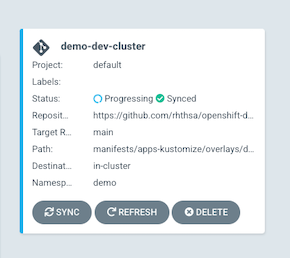 demo-dev-cluster
Project: default
Labels:
Status: Progressing Synced
Reposit... https://github.com/rhthsa/openshift-d...
Target R... main
Path: manifests/apps-kustomize/overlays/d...
Destinat... in-cluster
Namesp... demo
SYNC REFRESH DELETE